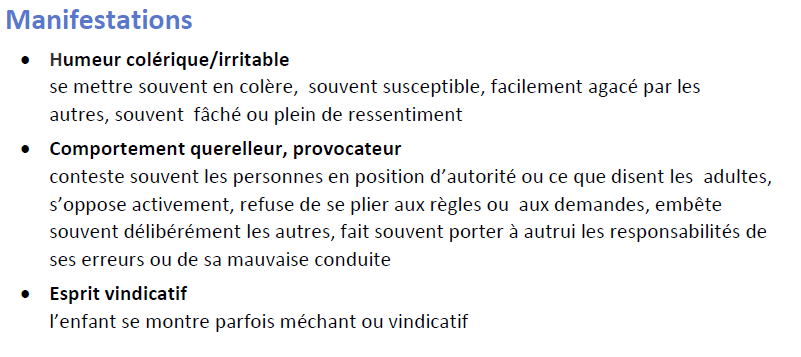 Manifestations
• Humeur colérique/irritable
se mettre souvent en colère, souvent susceptible, facilement agacé par les
autres, souvent fâché ou plein de ressentiment
• Comportement querelleur, provocateur
conteste souvent les personnes en position d’autorité ou ce que disent les adultes,
s’oppose activement, refuse de se plier aux règles ou aux demandes, embête
souvent délibérément les autres, fait souvent porter à autrui les responsabilités de
ses erreurs ou de sa mauvaise conduite
• Esprit vindicatif
l’enfant se montre parfois méchant ou vindicatif